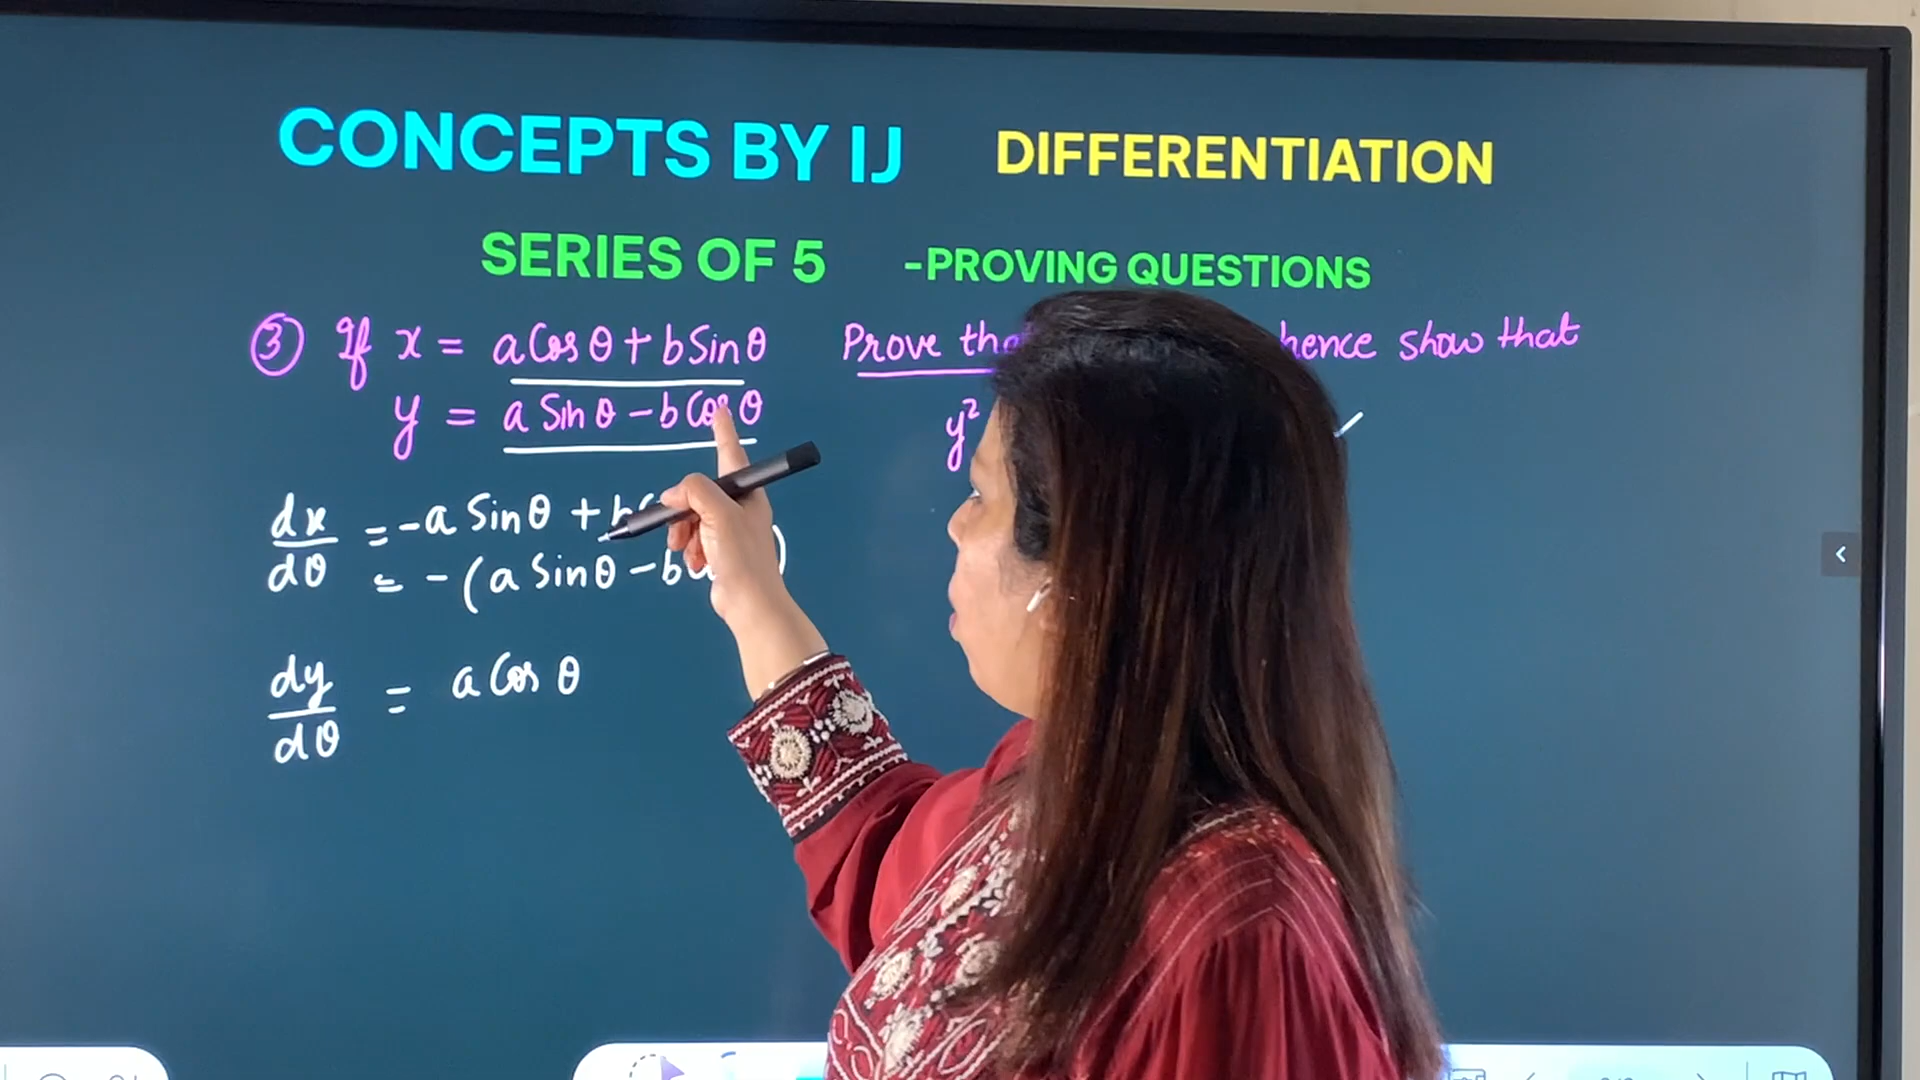 CONCEPTS BY IJ DIFFERENTIATION
SERIES OF 5 -PROVING QUESTIONS
③ If x = a Cos θ + b Sin θ Prove hence show that
y = a Sin θ − b Cos θ y²
dx/dθ = -a Sin θ +
= -(a Sin θ − b )
dy/dθ = a Cos θ